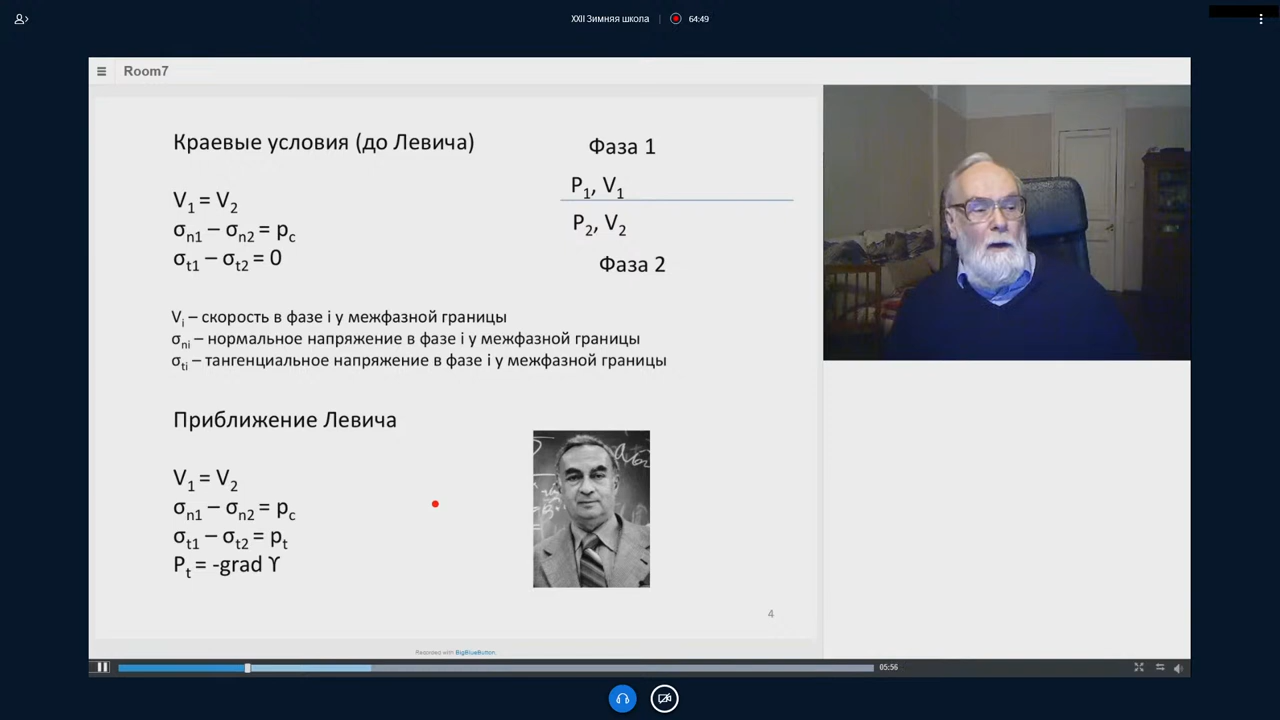 XXII Зимняя школа
64:49
Room7
Краевые условия (до Левича)
V₁ = V₂
σₙ₁ – σₙ₂ = p꜀
σₜ₁ – σₜ₂ = 0
Фаза 1
P₁, V₁
P₂, V₂
Фаза 2
Vᵢ – скорость в фазе i у межфазной границы
σₙᵢ – нормальное напряжение в фазе i у межфазной границы
σₜᵢ – тангенциальное напряжение в фазе i у межфазной границы
Приближение Левича
V₁ = V₂
σₙ₁ – σₙ₂ = p꜀
σₜ₁ – σₜ₂ = pₜ
Pₜ = -grad ϒ
4
Recorded with BigBlueButton.
05:56